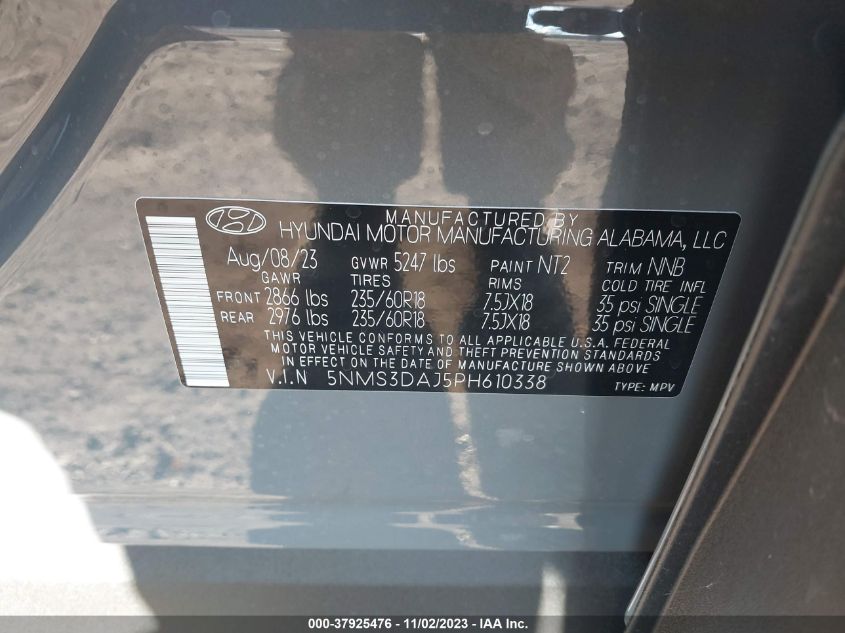 MANUFACTURED BY
HYUNDAI MOTOR MANUFACTURING ALABAMA, LLC
Aug/08/23 GVWR 5247 lbs PAINT NT2 TRIM NNB
GAWR TIRES RIMS COLD TIRE INFL
FRONT 2866 lbs 235/60R18 7.5JX18 35 psi SINGLE
REAR 2976 lbs 235/60R18 7.5JX18 35 psi SINGLE
THIS VEHICLE CONFORMS TO ALL APPLICABLE U.S.A. FEDERAL
MOTOR VEHICLE SAFETY AND THEFT PREVENTION STANDARDS
IN EFFECT ON THE DATE OF MANUFACTURE SHOWN ABOVE
V.I.N 5NMS3DAJ5PH610338 TYPE: MPV
000-37925476 - 11/02/2023 - IAA Inc.